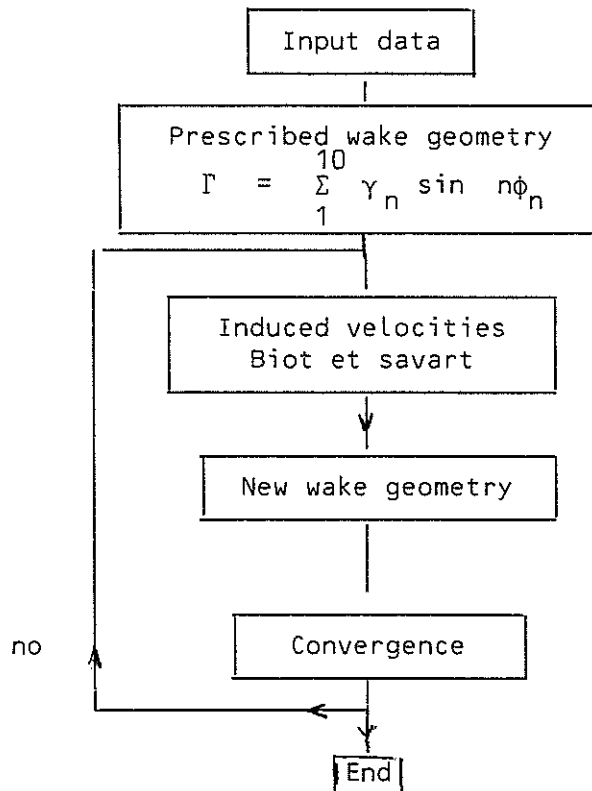 Input data
Prescribed wake geometry
10
Γ = Σ γn sin nϕn
1
Induced velocities
Biot et savart
New wake geometry
Convergence
no
End